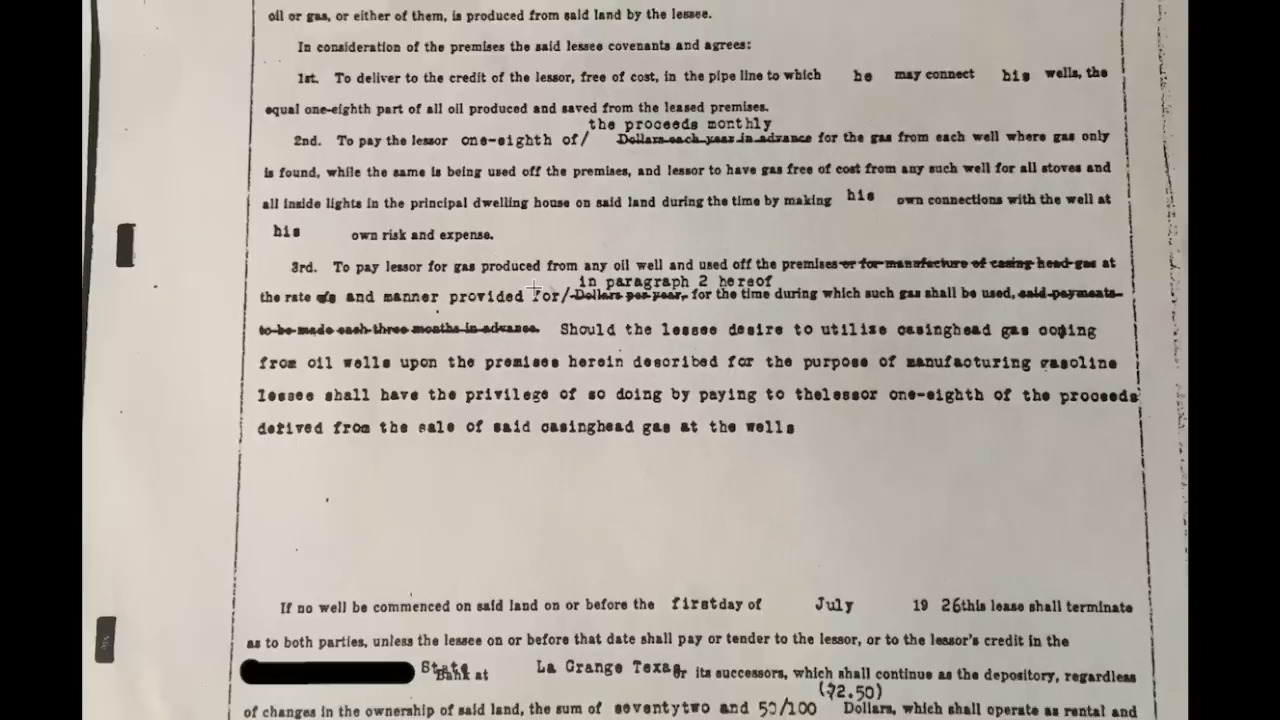 oil or gas, or either of them, is produced from said land by the lessee.
In consideration of the premises the said lessee covenants and agrees:
1st. To deliver to the credit of the lessor, free of cost, in the pipe line to which he may connect his wells, the
equal one-eighth part of all oil produced and saved from the leased premises.
the proceeds monthly
2nd. To pay the lessor one-eighth of/ Dollars each year in advance for the gas from each well where gas only
is found, while the same is being used off the premises, and lessor to have gas free of cost from any such well for all stoves and
all inside lights in the principal dwelling house on said land during the time by making his own connections with the well at
his own risk and expense.
3rd. To pay lessor for gas produced from any oil well and used off the premises or for manufacture of casing head gas at
in paragraph 2 hereof
the rate and manner provided for/ Dollars per year, for the time during which such gas shall be used, said payments
to be made each three months in advance. Should the lessee desire to utilize casinghead gas coming
from oil wells upon the premises herein described for the purpose of manufacturing gasoline
lessee shall have the privilege of so doing by paying to thelessor one-eighth of the proceeds
derived from the sale of said casinghead gas at the wells
If no well be commenced on said land on or before the firstday of July 19 26this lease shall terminate
as to both parties, unless the lessee on or before that date shall pay or tender to the lessor, or to the lessor's credit in the
State Bank at La Grange Texas or its successors, which shall continue as the depository, regardless
(72.50)
of changes in the ownership of said land, the sum of seventytwo and 50/100 Dollars, which shall operate as rental and